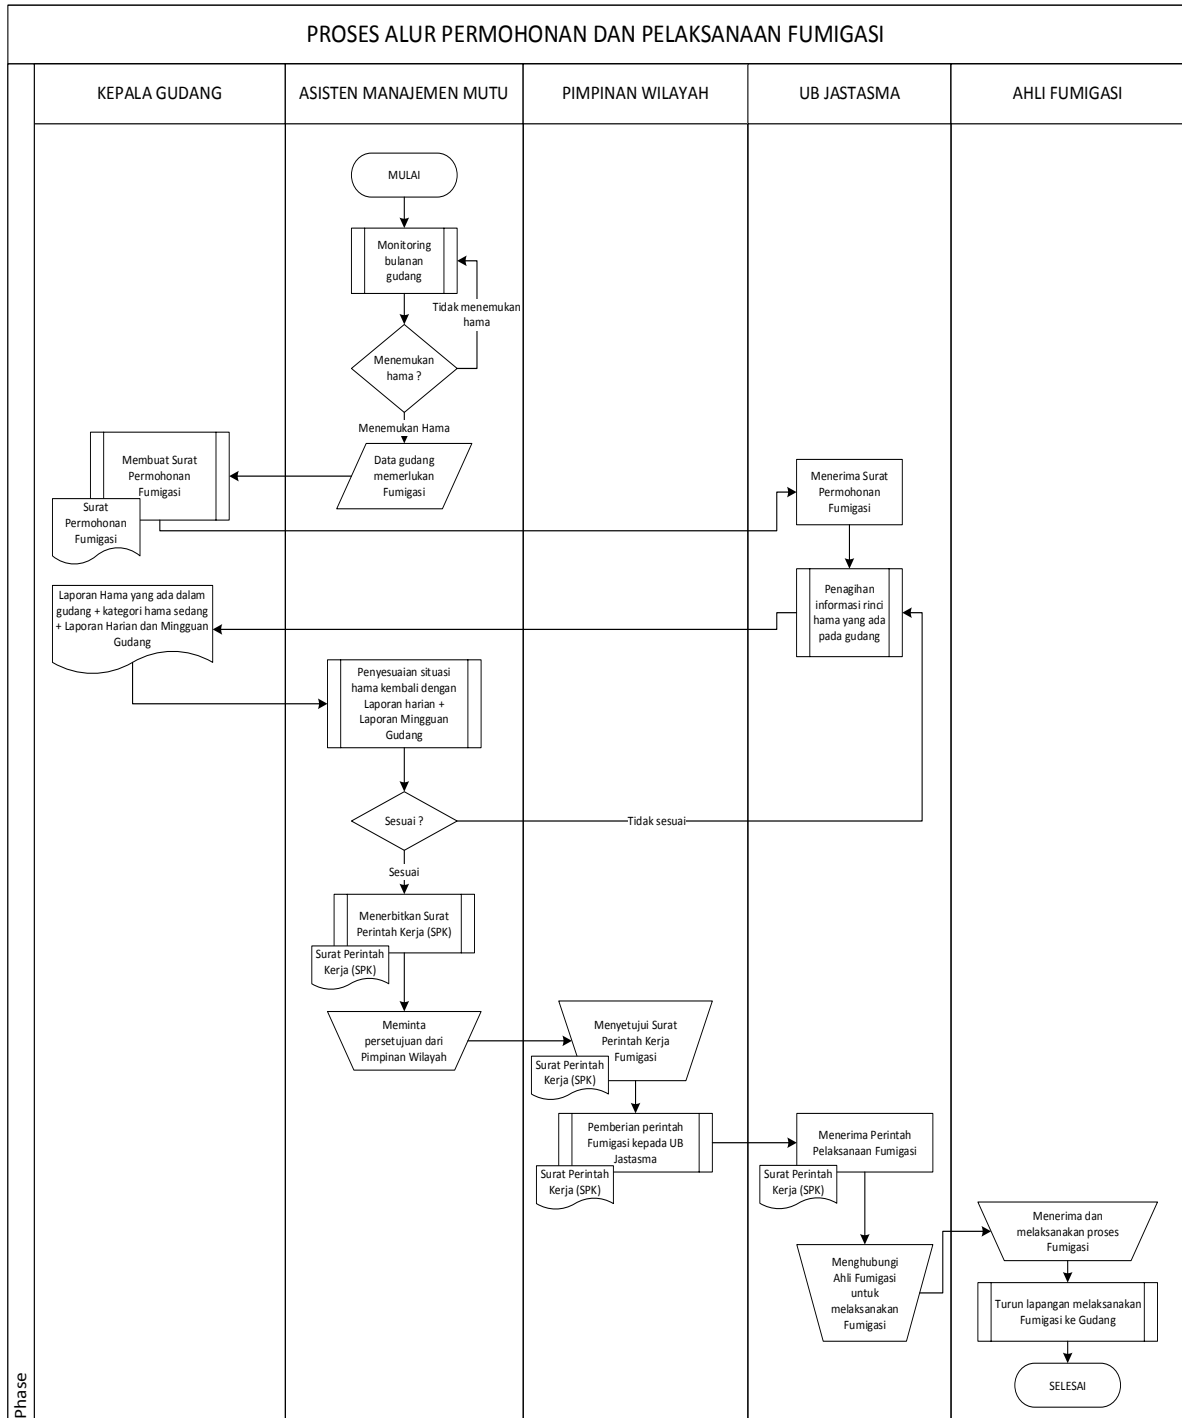 PROSES ALUR PERMOHONAN DAN PELAKSANAAN FUMIGASI
KEPALA GUDANG
ASISTEN MANAJEMEN MUTU
PIMPINAN WILAYAH
UB JASTASMA
AHLI FUMIGASI
MULAI
Monitoring
bulanan
gudang
Tidak menemukan
hama
Menemukan
hama ?
Menemukan Hama
Data gudang
memerlukan
Fumigasi
Membuat Surat
Permohonan
Fumigasi
Surat
Permohonan
Fumigasi
Menerima Surat
Permohonan
Fumigasi
Penagihan
informasi rinci
hama yang ada
pada gudang
Laporan Hama yang ada dalam
gudang + kategori hama sedang
+ Laporan Harian dan Mingguan
Gudang
Penyesuaian situasi
hama kembali dengan
Laporan harian +
Laporan Mingguan
Gudang
Sesuai ?
Tidak sesuai
Sesuai
Menerbitkan Surat
Perintah Kerja (SPK)
Surat Perintah
Kerja (SPK)
Meminta
persetujuan dari
Pimpinan Wilayah
Menyetujui Surat
Perintah Kerja
Fumigasi
Surat Perintah
Kerja (SPK)
Pemberian perintah
Fumigasi kepada UB
Jastasma
Surat Perintah
Kerja (SPK)
Menerima Perintah
Pelaksanaan Fumigasi
Surat Perintah
Kerja (SPK)
Menghubungi
Ahli Fumigasi
untuk
melaksanakan
Fumigasi
Menerima dan
melaksanakan proses
Fumigasi
Turun lapangan melaksanakan
Fumigasi ke Gudang
SELESAI
Phase